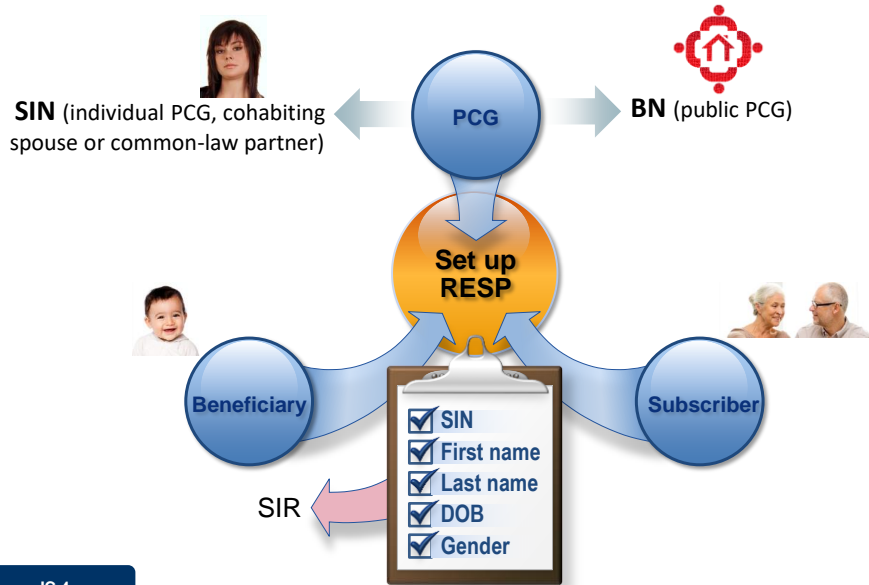 PCG
SIN (individual PCG, cohabiting
spouse or common-law partner)
BN (public PCG)
Set up
RESP
Beneficiary
Subscriber
SIN
First name
Last name
DOB
Gender
SIR